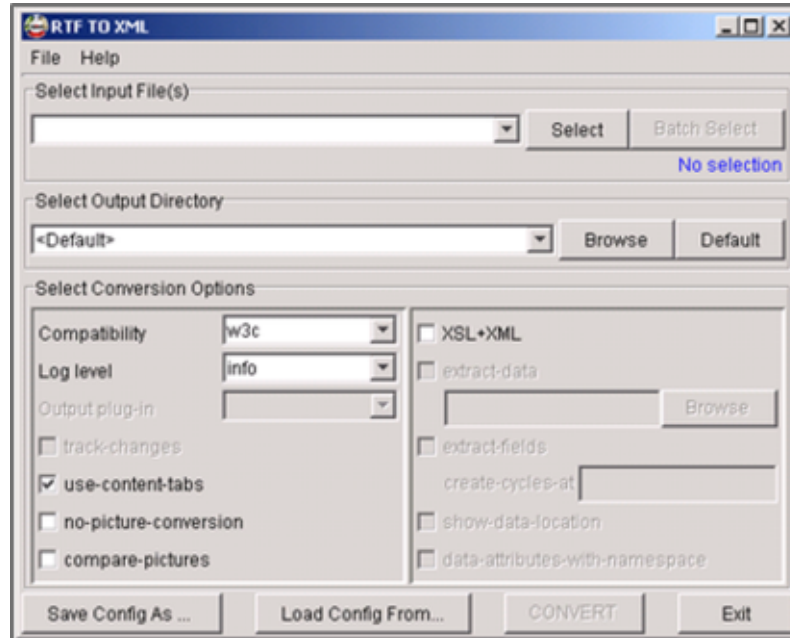 RTF TO XML
File Help
Select Input File(s)
Select Batch Select
No selection
Select Output Directory
<Default> Browse Default
Select Conversion Options
Compatibility w3c XSL+XML
Log level info extract-data
Output plug-in Browse
track-changes extract-fields
use-content-tabs create-cycles-at
no-picture-conversion show-data-location
compare-pictures data-attributes-with-namespace
Save Config As ... Load Config From... CONVERT Exit